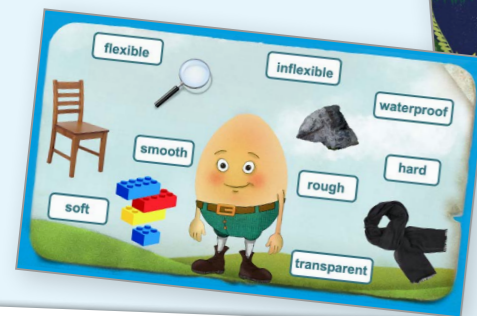 flexible
inflexible
waterproof
smooth
hard
rough
soft
transparent